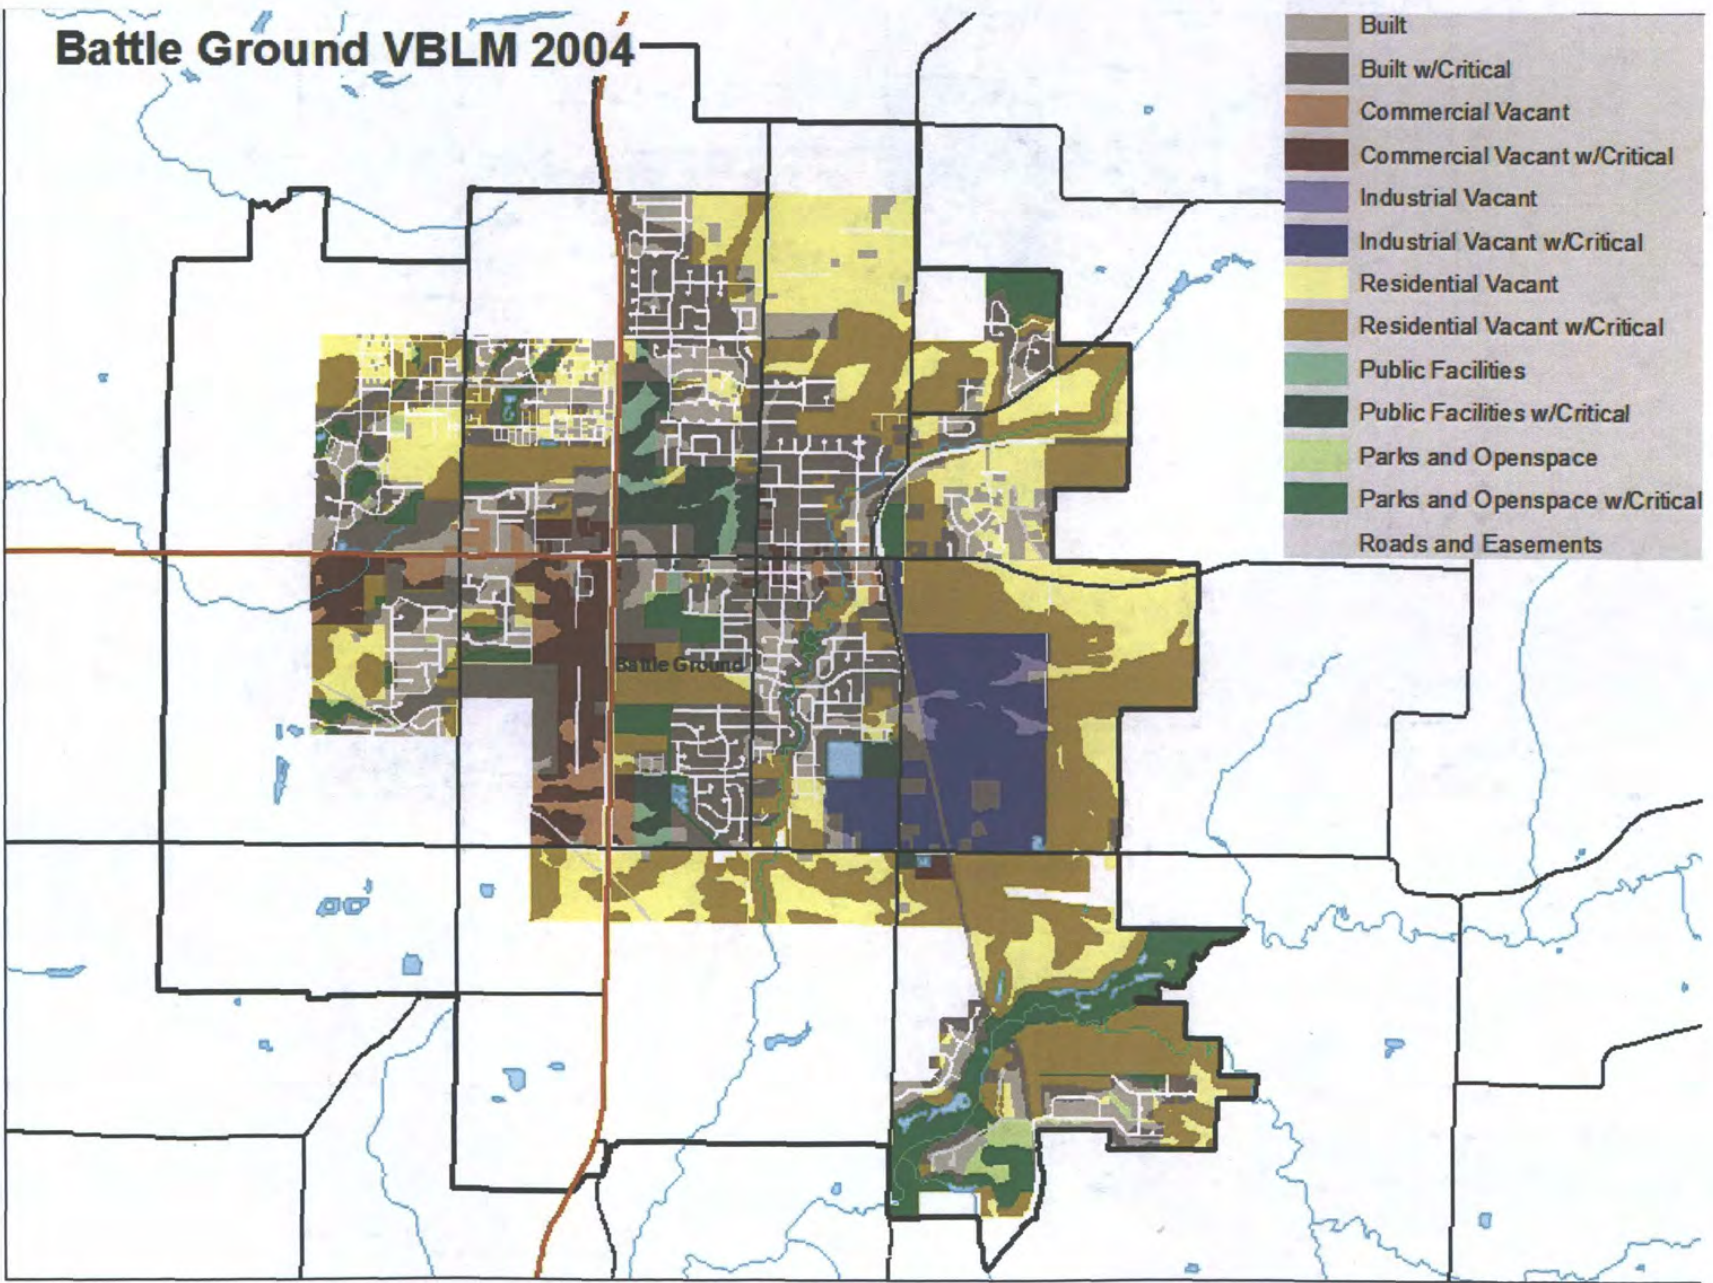 Battle Ground VBLM 2004
Built
Built w/Critical
Commercial Vacant
Commercial Vacant w/Critical
Industrial Vacant
Industrial Vacant w/Critical
Residential Vacant
Residential Vacant w/Critical
Public Facilities
Public Facilities w/Critical
Parks and Openspace
Parks and Openspace w/Critical
Roads and Easements
Battle Ground